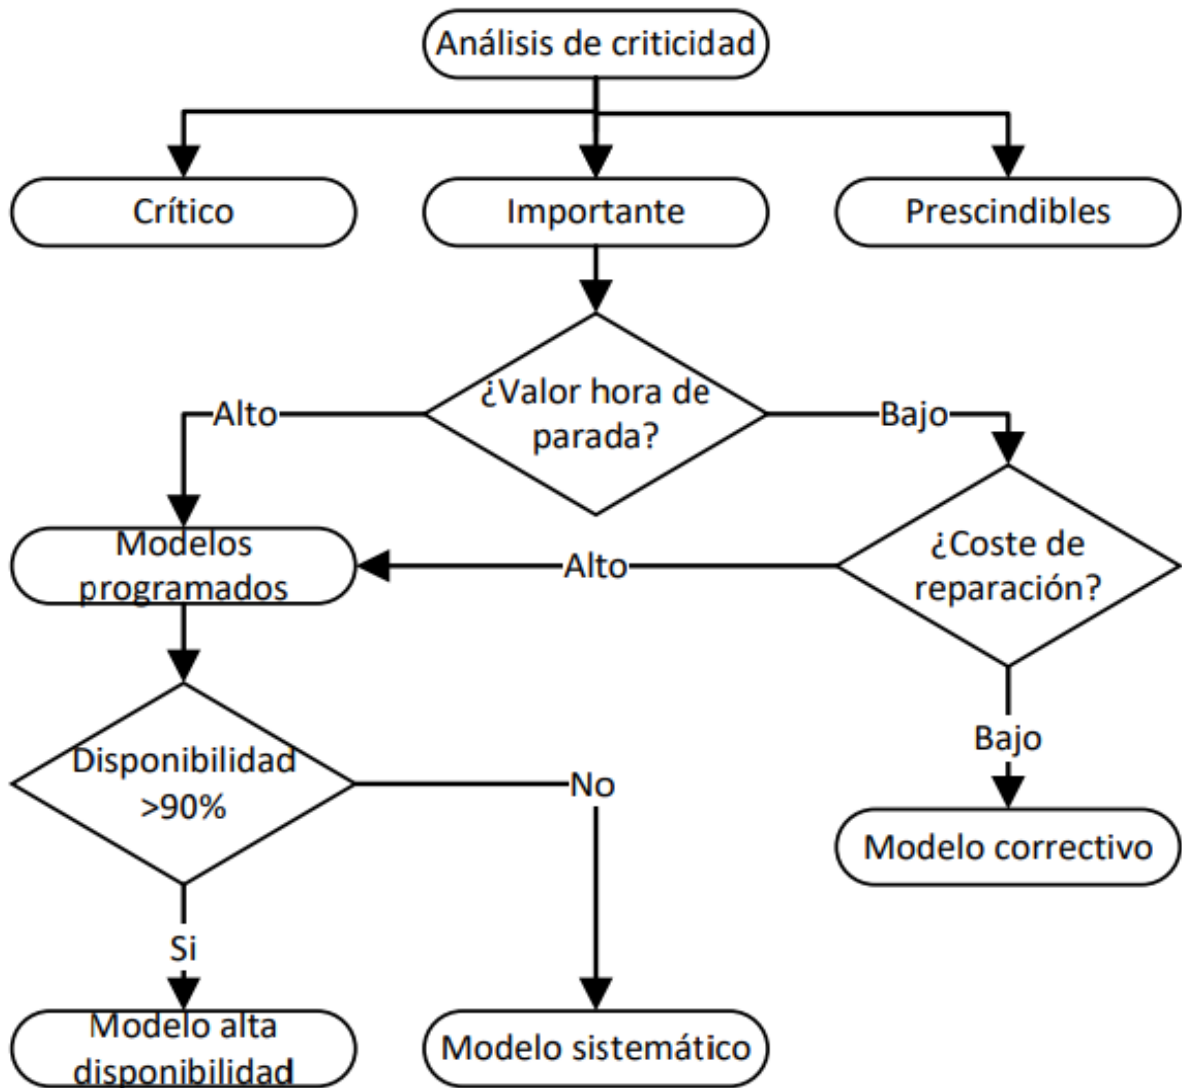 Análisis de criticidad
Crítico
Importante
Prescindibles
¿Valor hora de
parada?
Alto
Bajo
Modelos
programados
Alto
¿Coste de
reparación?
Disponibilidad
>90%
No
Bajo
Modelo correctivo
Si
Modelo alta
disponibilidad
Modelo sistemático